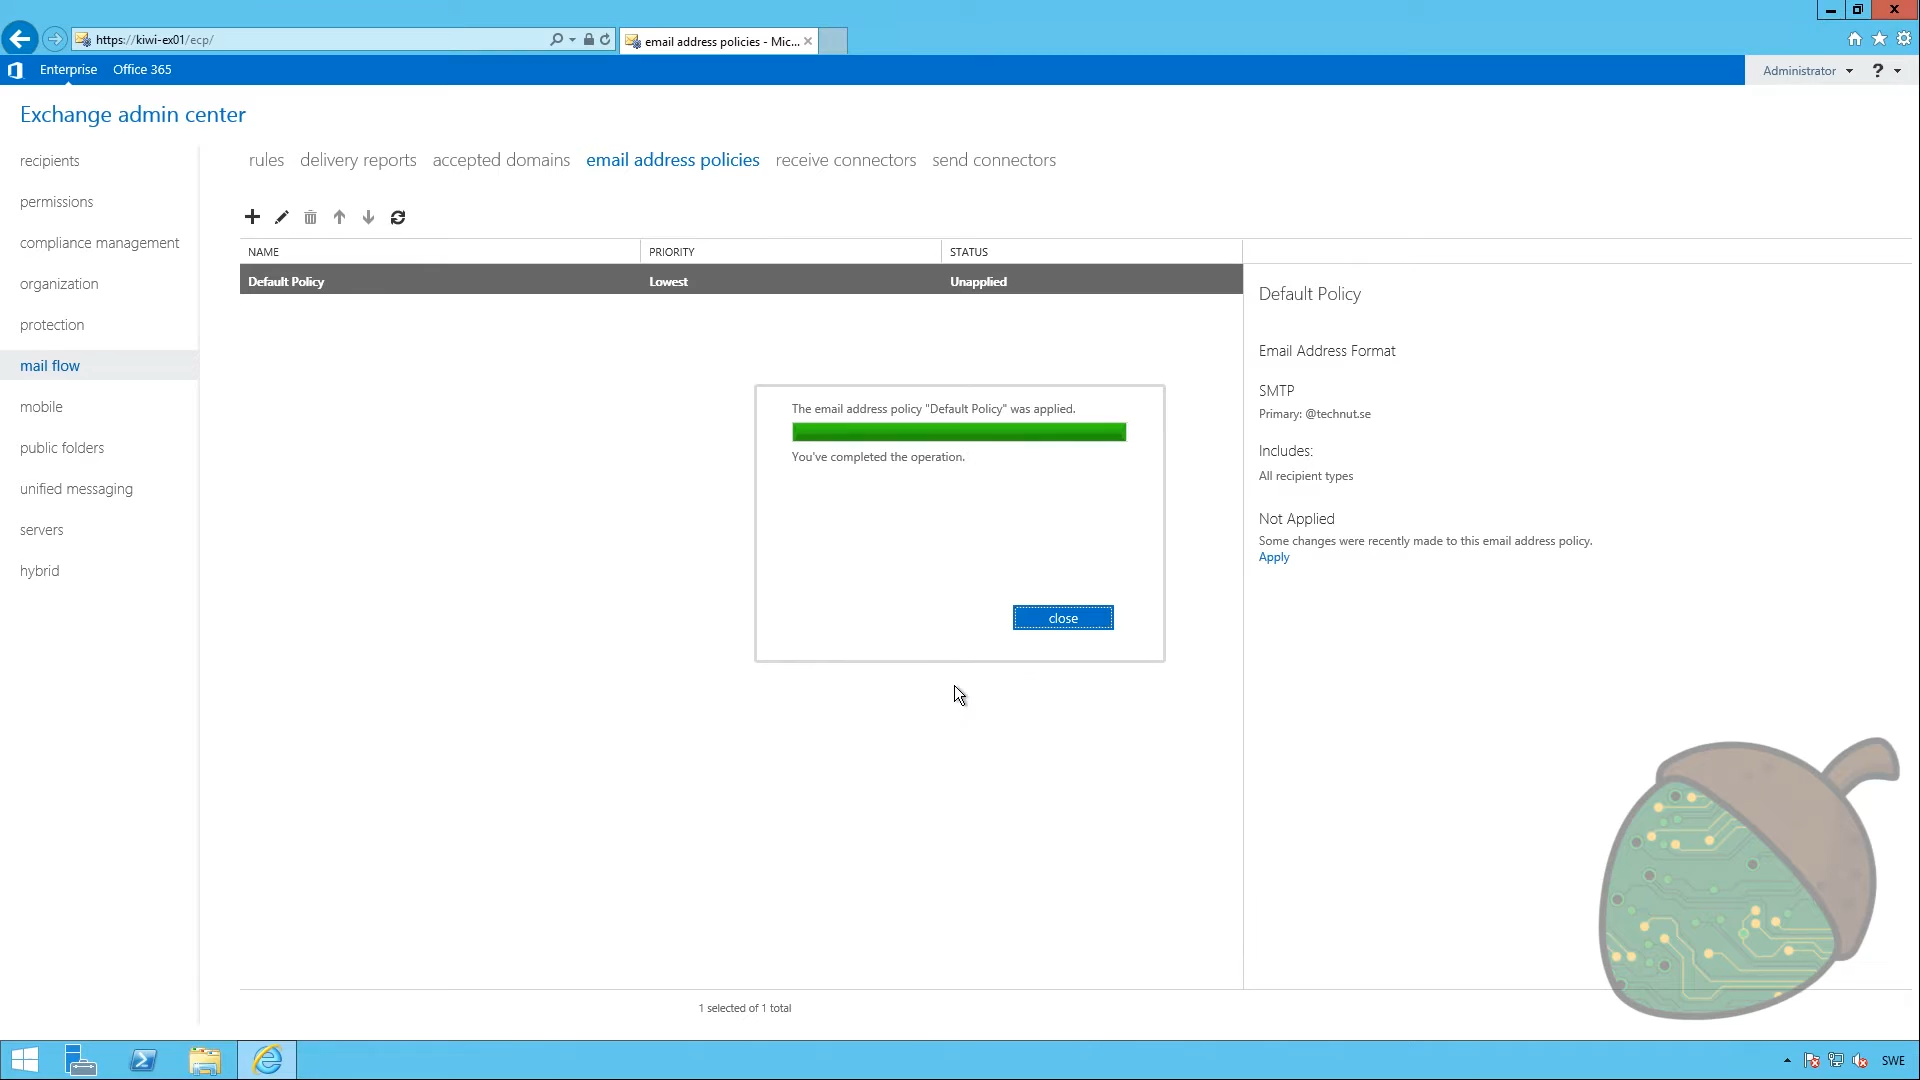 https://kiwi-ex01/ecp/
email address policies - Mic...
Enterprise
Office 365
Administrator
?
Exchange admin center
recipients
permissions
compliance management
organization
protection
mail flow
mobile
public folders
unified messaging
servers
hybrid
rules
delivery reports
accepted domains
email address policies
receive connectors
send connectors
NAME
PRIORITY
STATUS
Default Policy
Lowest
Unapplied
The email address policy "Default Policy" was applied.
You've completed the operation.
close
Default Policy
Email Address Format
SMTP
Primary: @technut.se
Includes:
All recipient types
Not Applied
Some changes were recently made to this email address policy.
Apply
1 selected of 1 total
SWE